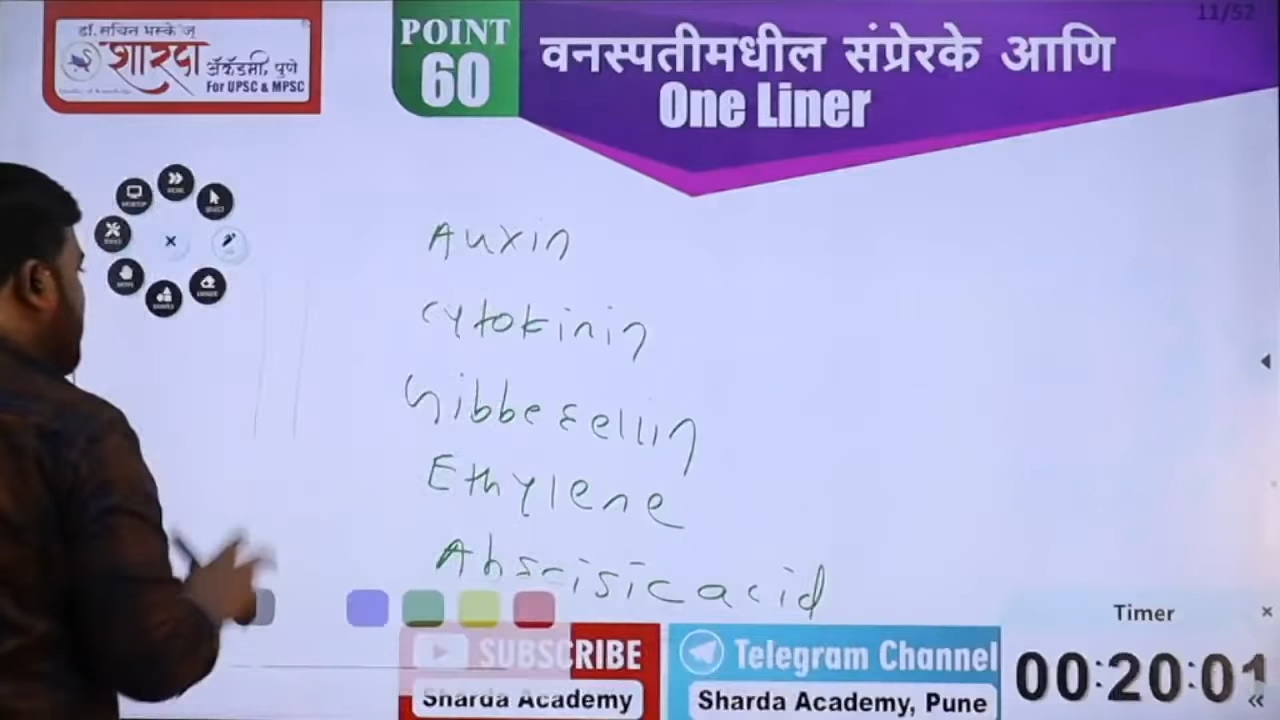 11/52
डॉ. सचिन भस्के ज्
शारदा
ॲकॅडमी, पुणे
For UPSC & MPSC
POINT
60
वनस्पतीमधील संप्रेरके आणि
One Liner
Auxin
cytokinin
Gibberellin
Ethylene
Abscisic acid
SUBSCRIBE
Sharda Academy
Telegram Channel
Sharda Academy, Pune
Timer
00:20:01